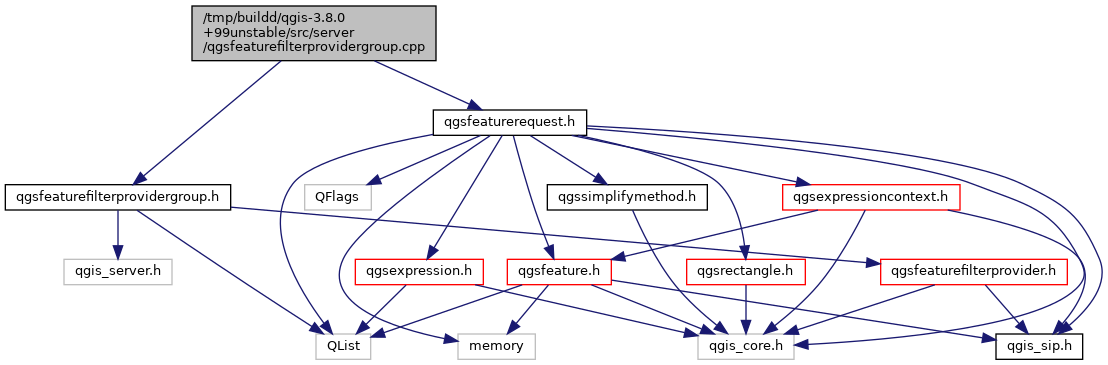 /tmp/buildd/qgis-3.8.0
+99unstable/src/server
/qgsfeaturefilterprovidergroup.cpp
qgsfeaturerequest.h
qgsfeaturefilterprovidergroup.h
QFlags
qgssimplifymethod.h
qgsexpressioncontext.h
qgis_server.h
qgsexpression.h
qgsfeature.h
qgsrectangle.h
qgsfeaturefilterprovider.h
QList
memory
qgis_core.h
qgis_sip.h